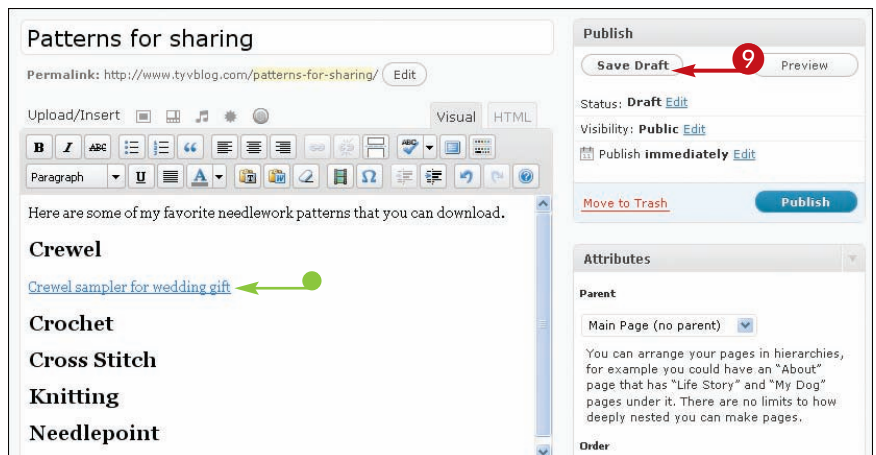 Patterns for sharing
Permalink: http://www.tyvblog.com/patterns-for-sharing/ Edit
Upload/Insert
Visual HTML
B I ABC ABC
Paragraph U A T W Ω
Here are some of my favorite needlework patterns that you can download.
Crewel
Crewel sampler for wedding gift
Crochet
Cross Stitch
Knitting
Needlepoint
Publish
Save Draft 9 Preview
Status: Draft Edit
Visibility: Public Edit
Publish immediately Edit
Move to Trash Publish
Attributes
Parent
Main Page (no parent)
You can arrange your pages in hierarchies,
for example you could have an "About"
page that has "Life Story" and "My Dog"
pages under it. There are no limits to how
deeply nested you can make pages.
Order